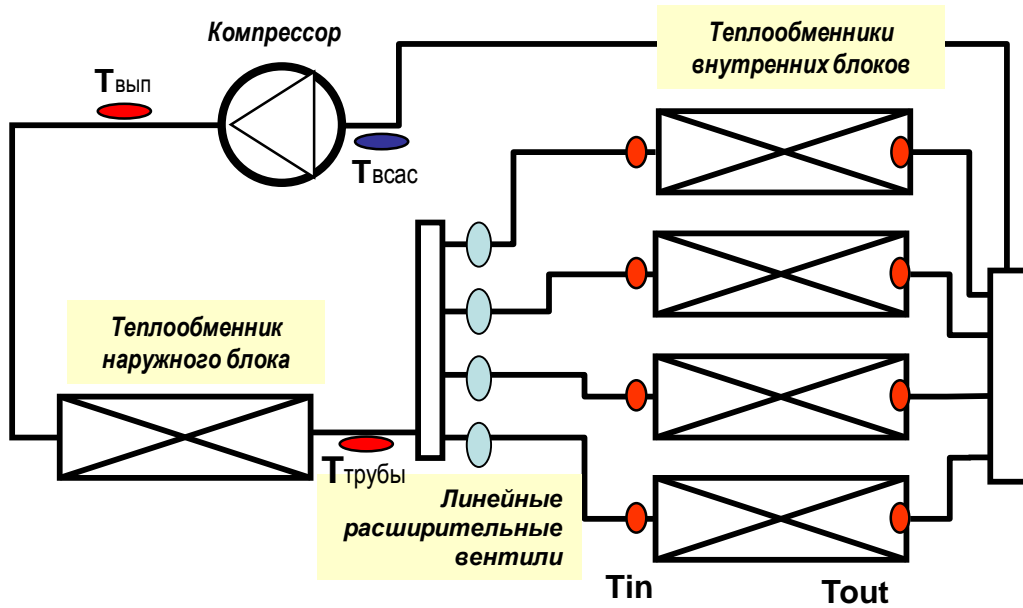 Компрессор
Теплообменники
внутренних блоков
Твып
Твсас
Теплообменник
наружного блока
Ттрубы
Линейные
расширительные
вентили
Tin
Tout